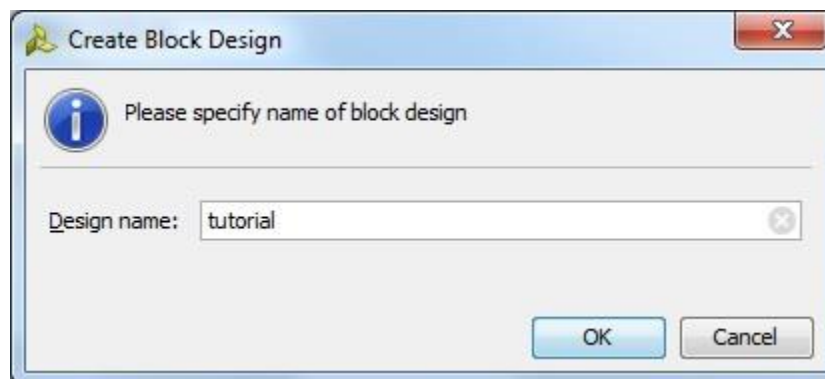 Create Block Design
Please specify name of block design
Design name: tutorial
OK Cancel